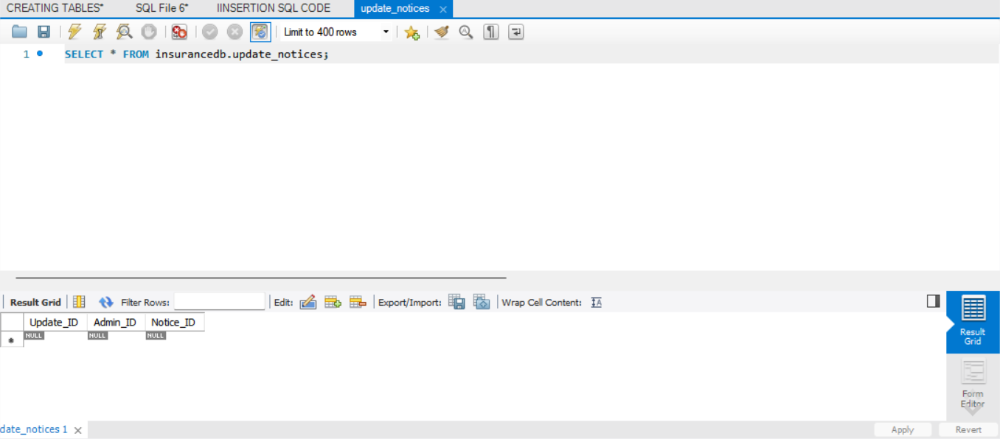 CREATING TABLES* SQL File 6* IINSERTION SQL CODE update_notices
Limit to 400 rows
1 SELECT * FROM insurancedb.update_notices;
Result Grid Filter Rows: Edit: Export/Import: Wrap Cell Content: IA
Update_ID Admin_ID Notice_ID
NULL NULL NULL
Result
Grid
Form
Editor
date_notices 1
Apply Revert